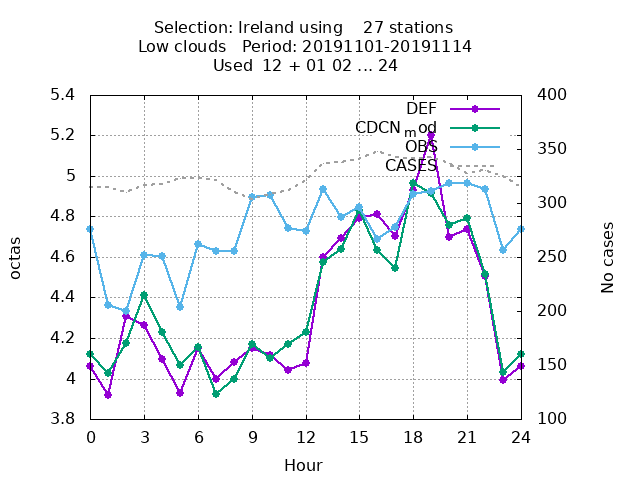 Selection: Ireland using 27 stations
Low clouds Period: 20191101-20191114
Used 12 + 01 02 ... 24
DEF
CDCN mod
OBS
CASES
5.4
5.2
5
4.8
4.6
4.4
4.2
4
3.8
octas
400
350
300
250
200
150
100
No cases
0 3 6 9 12 15 18 21 24
Hour